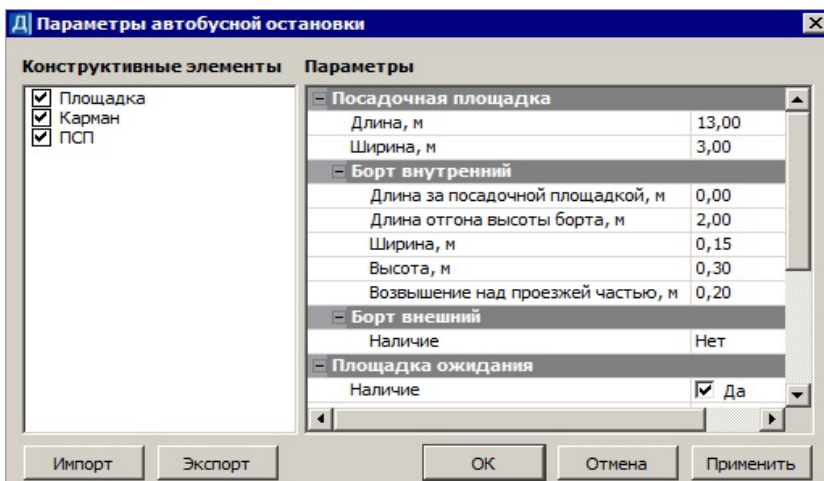 Д Параметры автобусной остановки
Конструктивные элементы
Площадка
Карман
ПСП
Параметры
Посадочная площадка
Длина, м 13,00
Ширина, м 3,00
Борт внутренний
Длина за посадочной площадкой, м 0,00
Длина отгона высоты борта, м 2,00
Ширина, м 0,15
Высота, м 0,30
Возвышение над проезжей частью, м 0,20
Борт внешний
Наличие Нет
Площадка ожидания
Наличие Да
Импорт Экспорт ОК Отмена Применить